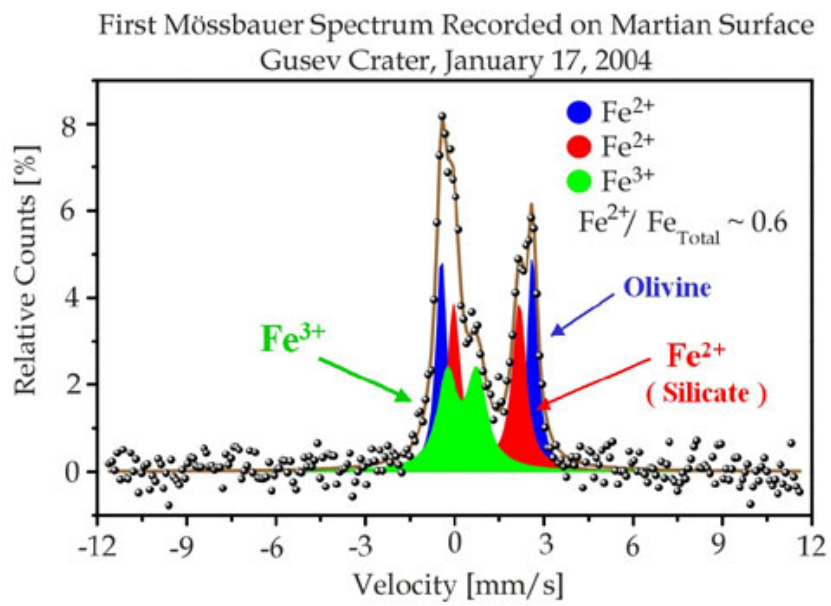 First Mössbauer Spectrum Recorded on Martian Surface
Gusev Crater, January 17, 2004
Relative Counts [%]
8
6
4
2
0
Fe²⁺
Fe²⁺
Fe³⁺
Fe²⁺/ Fe_Total ~ 0.6
Olivine
Fe³⁺
Fe²⁺
( Silicate )
-12 -9 -6 -3 0 3 6 9 12
Velocity [mm/s]